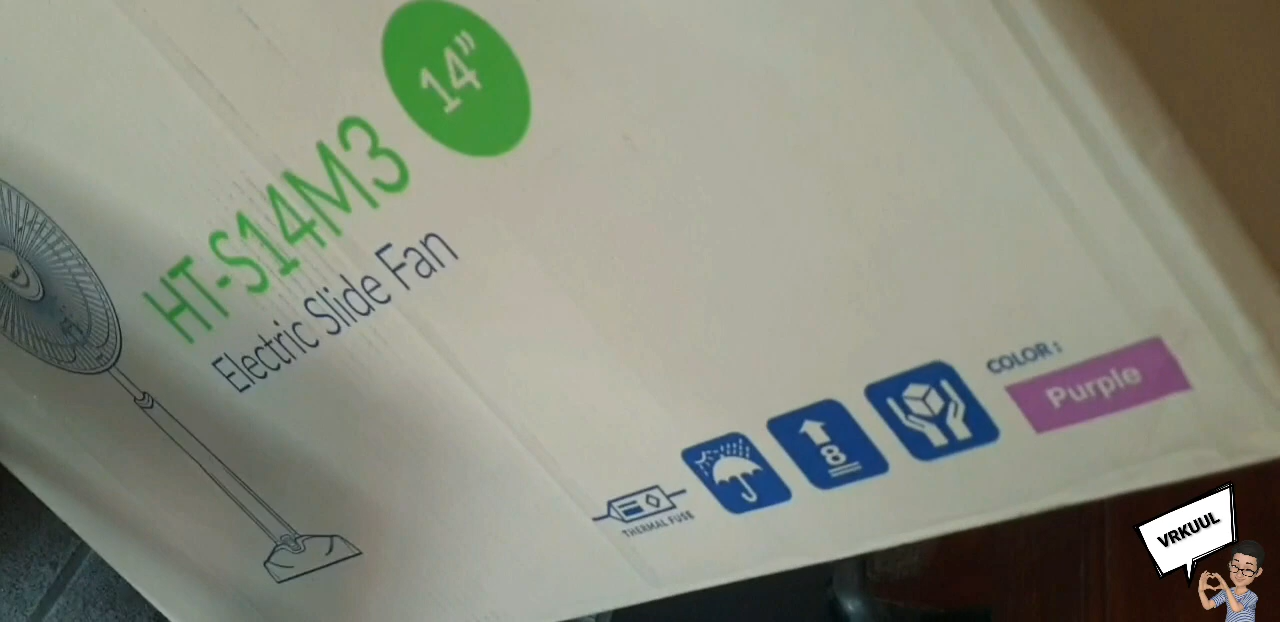 14"
HT-S14M3
Electric Slide Fan
THERMAL FUSE
8
COLOR :
Purple
VRKUUL